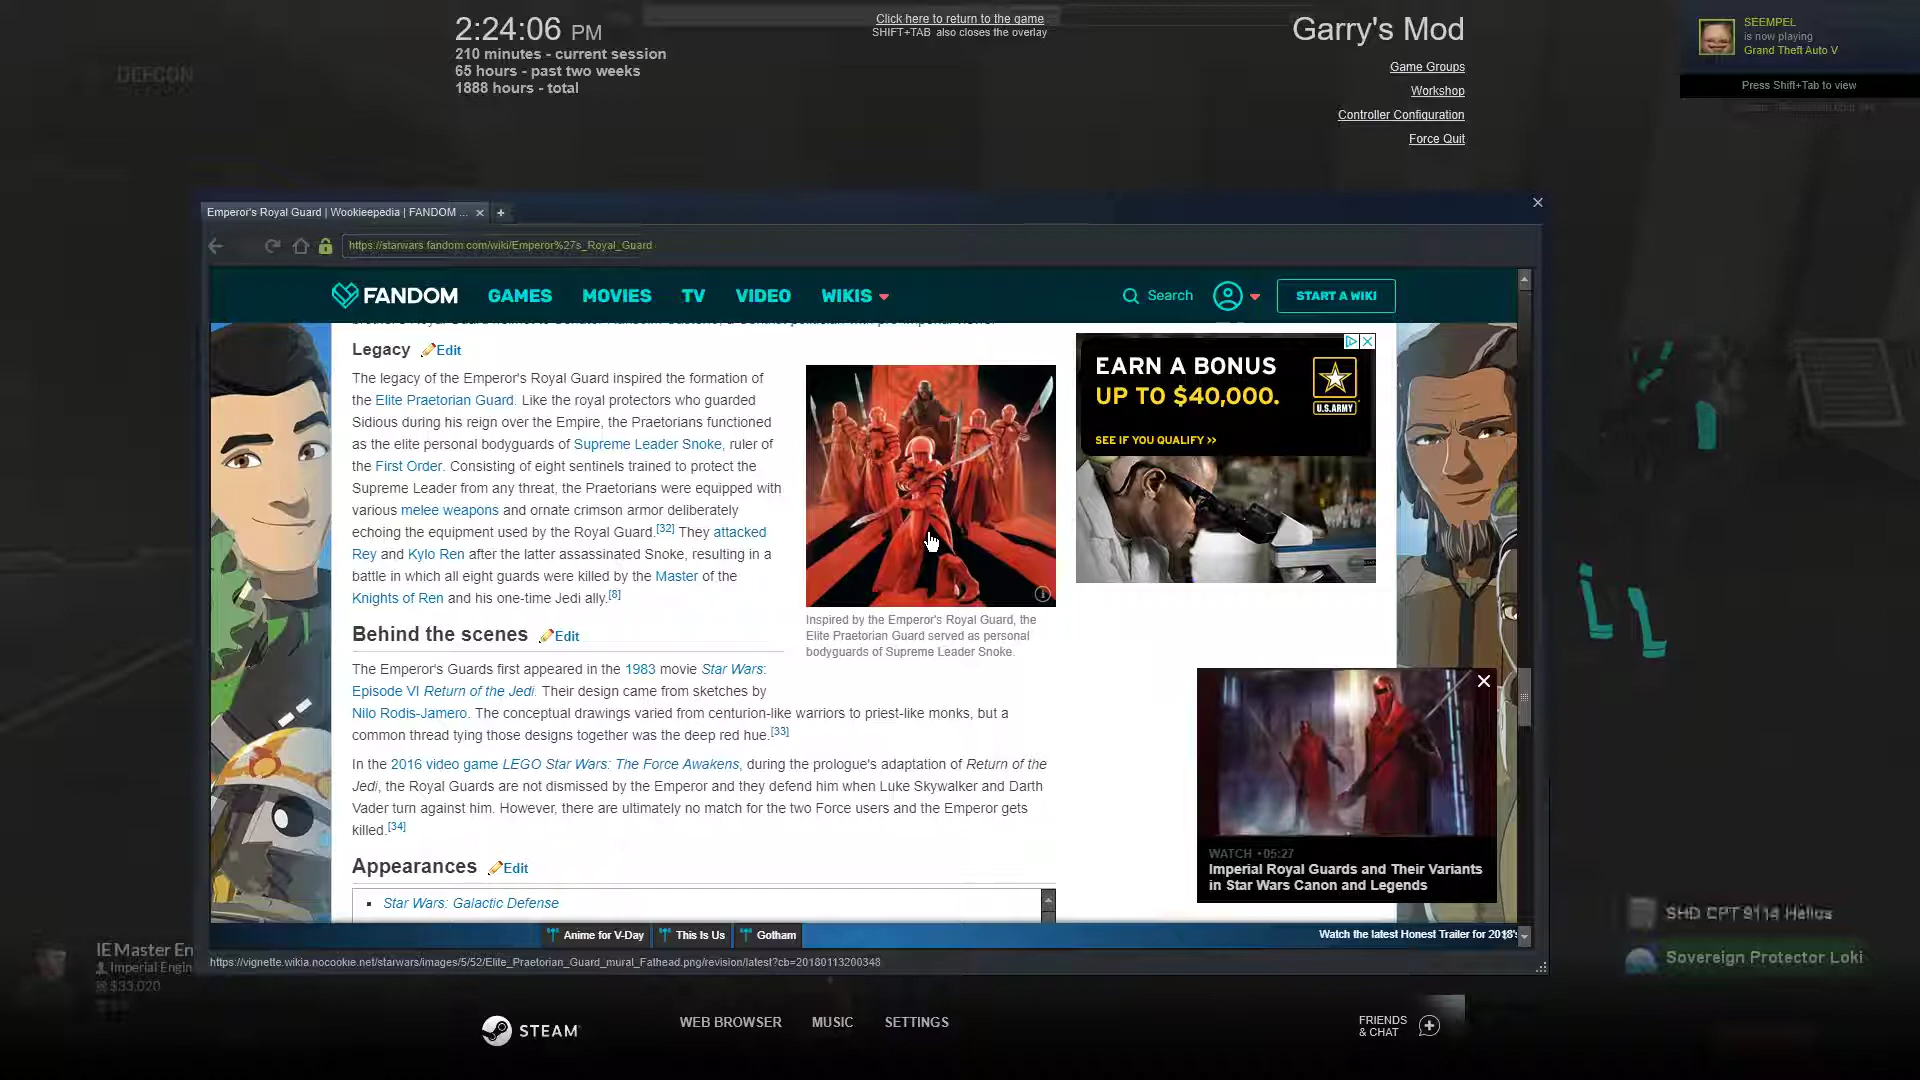 2:24:06 PM
210 minutes - current session
65 hours - past two weeks
1888 hours - total
Click here to return to the game
SHIFT+TAB also closes the overlay
Garry's Mod
Game Groups
Workshop
Controller Configuration
Force Quit
SEEMPEL
is now playing
Grand Theft Auto V
Press Shift+Tab to view
DEFCON
Emperor's Royal Guard | Wookieepedia | FANDOM ...
https://starwars.fandom.com/wiki/Emperor%27s_Royal_Guard
FANDOM GAMES MOVIES TV VIDEO WIKIS Search START A WIKI
Legacy Edit
The legacy of the Emperor's Royal Guard inspired the formation of
the Elite Praetorian Guard. Like the royal protectors who guarded
Sidious during his reign over the Empire, the Praetorians functioned
as the elite personal bodyguards of Supreme Leader Snoke, ruler of
the First Order. Consisting of eight sentinels trained to protect the
Supreme Leader from any threat, the Praetorians were equipped with
various melee weapons and ornate crimson armor deliberately
echoing the equipment used by the Royal Guard.[32] They attacked
Rey and Kylo Ren after the latter assassinated Snoke, resulting in a
battle in which all eight guards were killed by the Master of the
Knights of Ren and his one-time Jedi ally.[8]
Inspired by the Emperor's Royal Guard, the
Elite Praetorian Guard served as personal
bodyguards of Supreme Leader Snoke.
EARN A BONUS
UP TO $40,000.
SEE IF YOU QUALIFY >>
U.S.ARMY
Behind the scenes Edit
The Emperor's Guards first appeared in the 1983 movie Star Wars:
Episode VI Return of the Jedi. Their design came from sketches by
Nilo Rodis-Jamero. The conceptual drawings varied from centurion-like warriors to priest-like monks, but a
common thread tying those designs together was the deep red hue.[33]
In the 2016 video game LEGO Star Wars: The Force Awakens, during the prologue's adaptation of Return of the
Jedi, the Royal Guards are not dismissed by the Emperor and they defend him when Luke Skywalker and Darth
Vader turn against him. However, there are ultimately no match for the two Force users and the Emperor gets
killed.[34]
Appearances Edit
Star Wars: Galactic Defense
WATCH • 05:27
Imperial Royal Guards and Their Variants
in Star Wars Canon and Legends
Anime for V-Day This Is Us Gotham
Watch the latest Honest Trailer for 2018's
https://vignette.wikia.nocookie.net/starwars/images/5/52/Elite_Praetorian_Guard_mural_Fathead.png/revision/latest?cb=20180113200348
IE Master En
Imperial Engin
$33,020
SHD CPT 9114 Helius
Sovereign Protector Loki
STEAM
WEB BROWSER MUSIC SETTINGS
FRIENDS
& CHAT